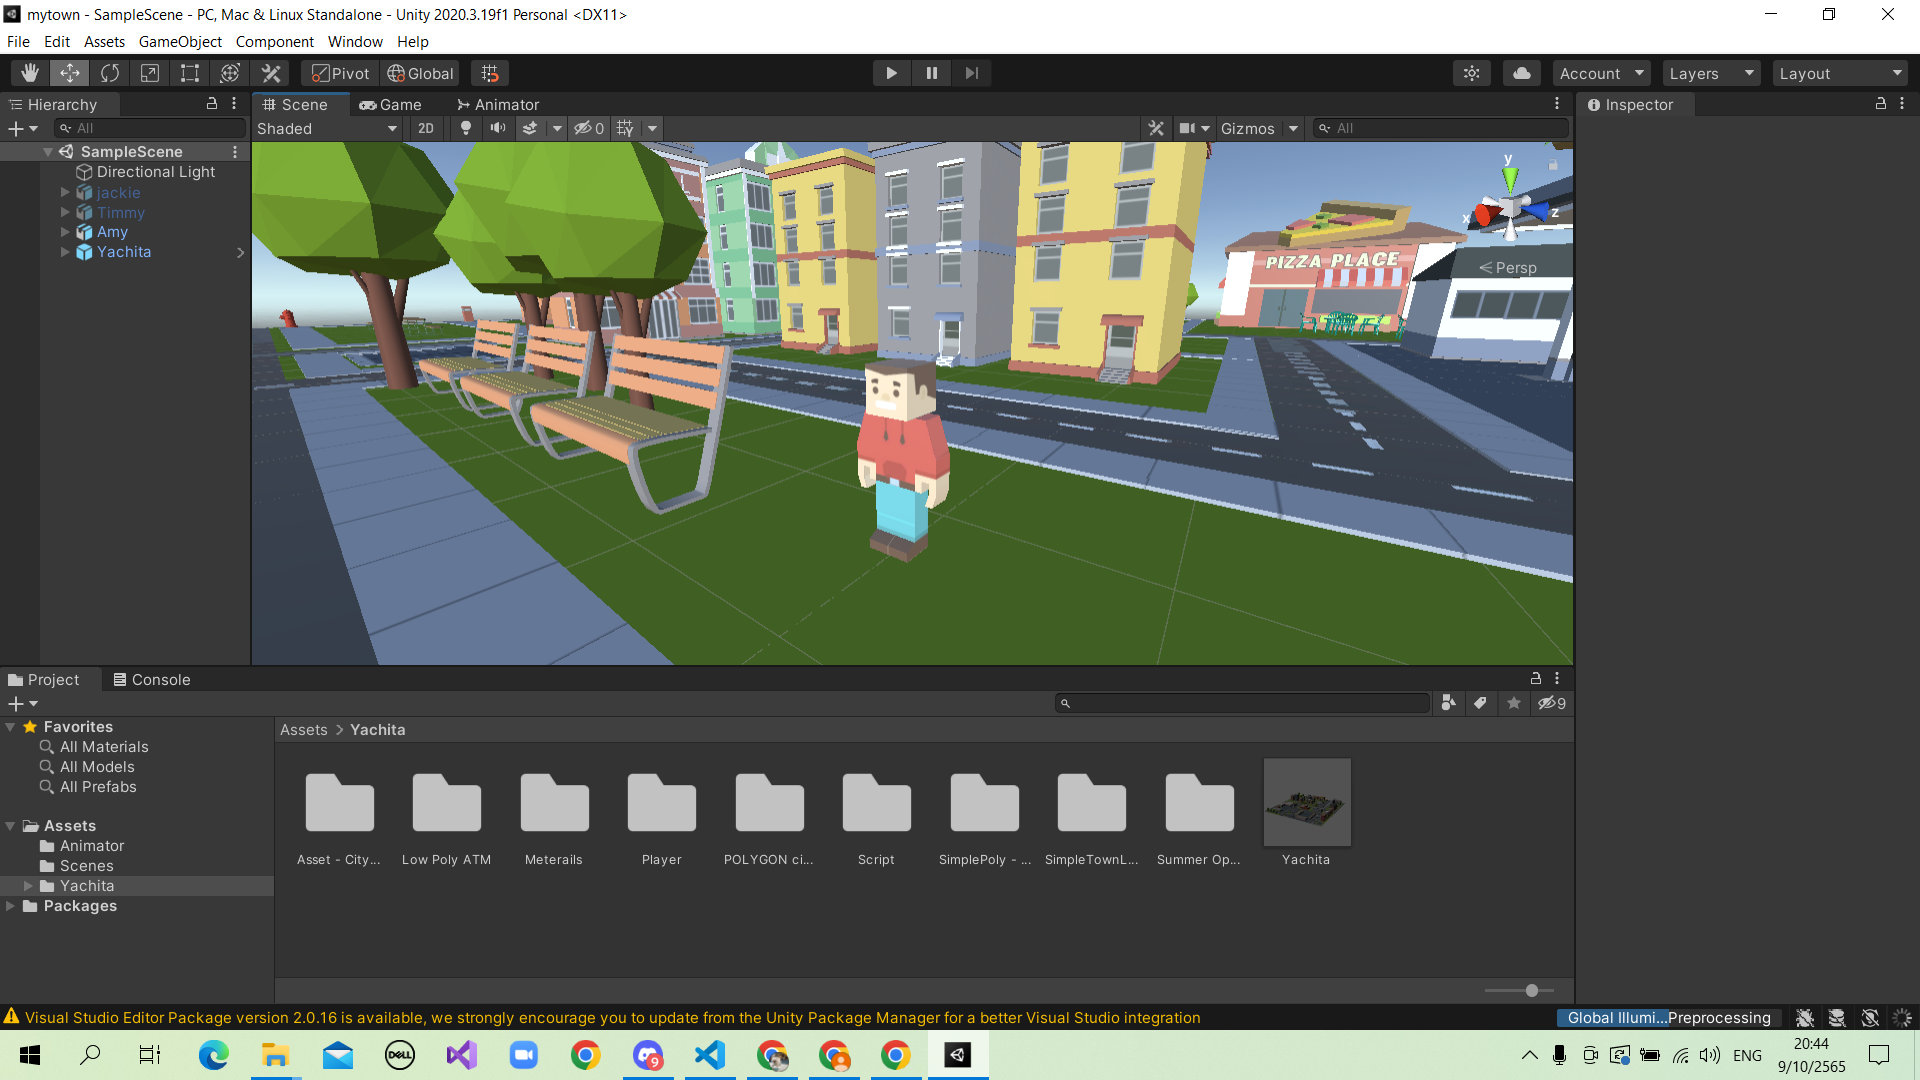 mytown - SampleScene - PC, Mac & Linux Standalone - Unity 2020.3.19f1 Personal <DX11>
File Edit Assets GameObject Component Window Help
Pivot Global Account Layers Layout
Hierarchy
All
SampleScene
Directional Light
jackie
Timmy
Amy
Yachita
Scene Game Animator
Shaded 2D 0 Gizmos All
PIZZA PLACE
y
x
z
Persp
Inspector
Project Console
9
Favorites
All Materials
All Models
All Prefabs
Assets
Animator
Scenes
Yachita
Packages
Assets > Yachita
Asset - City... Low Poly ATM Meterails Player POLYGON ci... Script SimplePoly - ... SimpleTownL... Summer Op... Yachita
Visual Studio Editor Package version 2.0.16 is available, we strongly encourage you to update from the Unity Package Manager for a better Visual Studio integration
Global Illumi...Preprocessing
DELL
9
ENG
20:44
9/10/2565